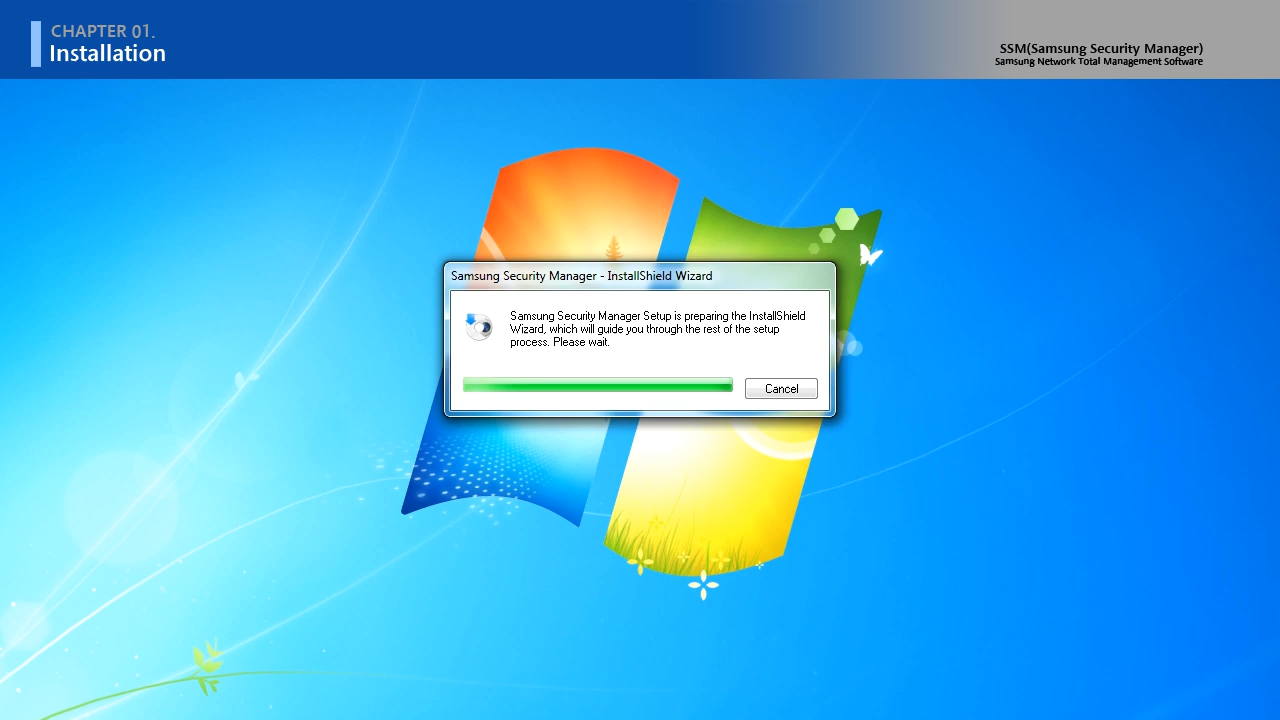 CHAPTER 01.
Installation
SSM(Samsung Security Manager)
Samsung Network Total Management Software
Samsung Security Manager - InstallShield Wizard
Samsung Security Manager Setup is preparing the InstallShield
Wizard, which will guide you through the rest of the setup
process. Please wait.
Cancel